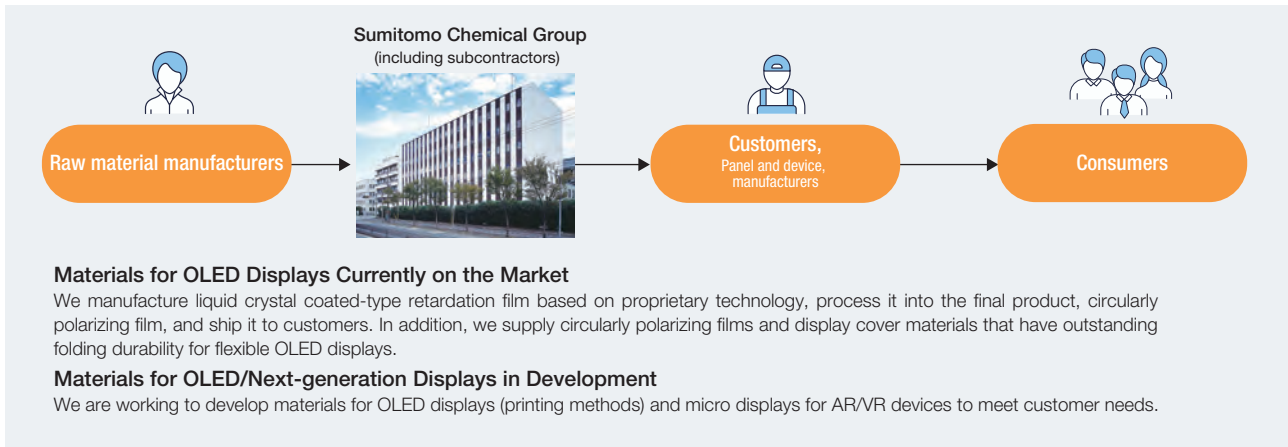 Sumitomo Chemical Group
(including subcontractors)
Raw material manufacturers
Customers,
Panel and device,
manufacturers
Consumers
Materials for OLED Displays Currently on the Market
We manufacture liquid crystal coated-type retardation film based on proprietary technology, process it into the final product, circularly
polarizing film, and ship it to customers. In addition, we supply circularly polarizing films and display cover materials that have outstanding
folding durability for flexible OLED displays.
Materials for OLED/Next-generation Displays in Development
We are working to develop materials for OLED displays (printing methods) and micro displays for AR/VR devices to meet customer needs.